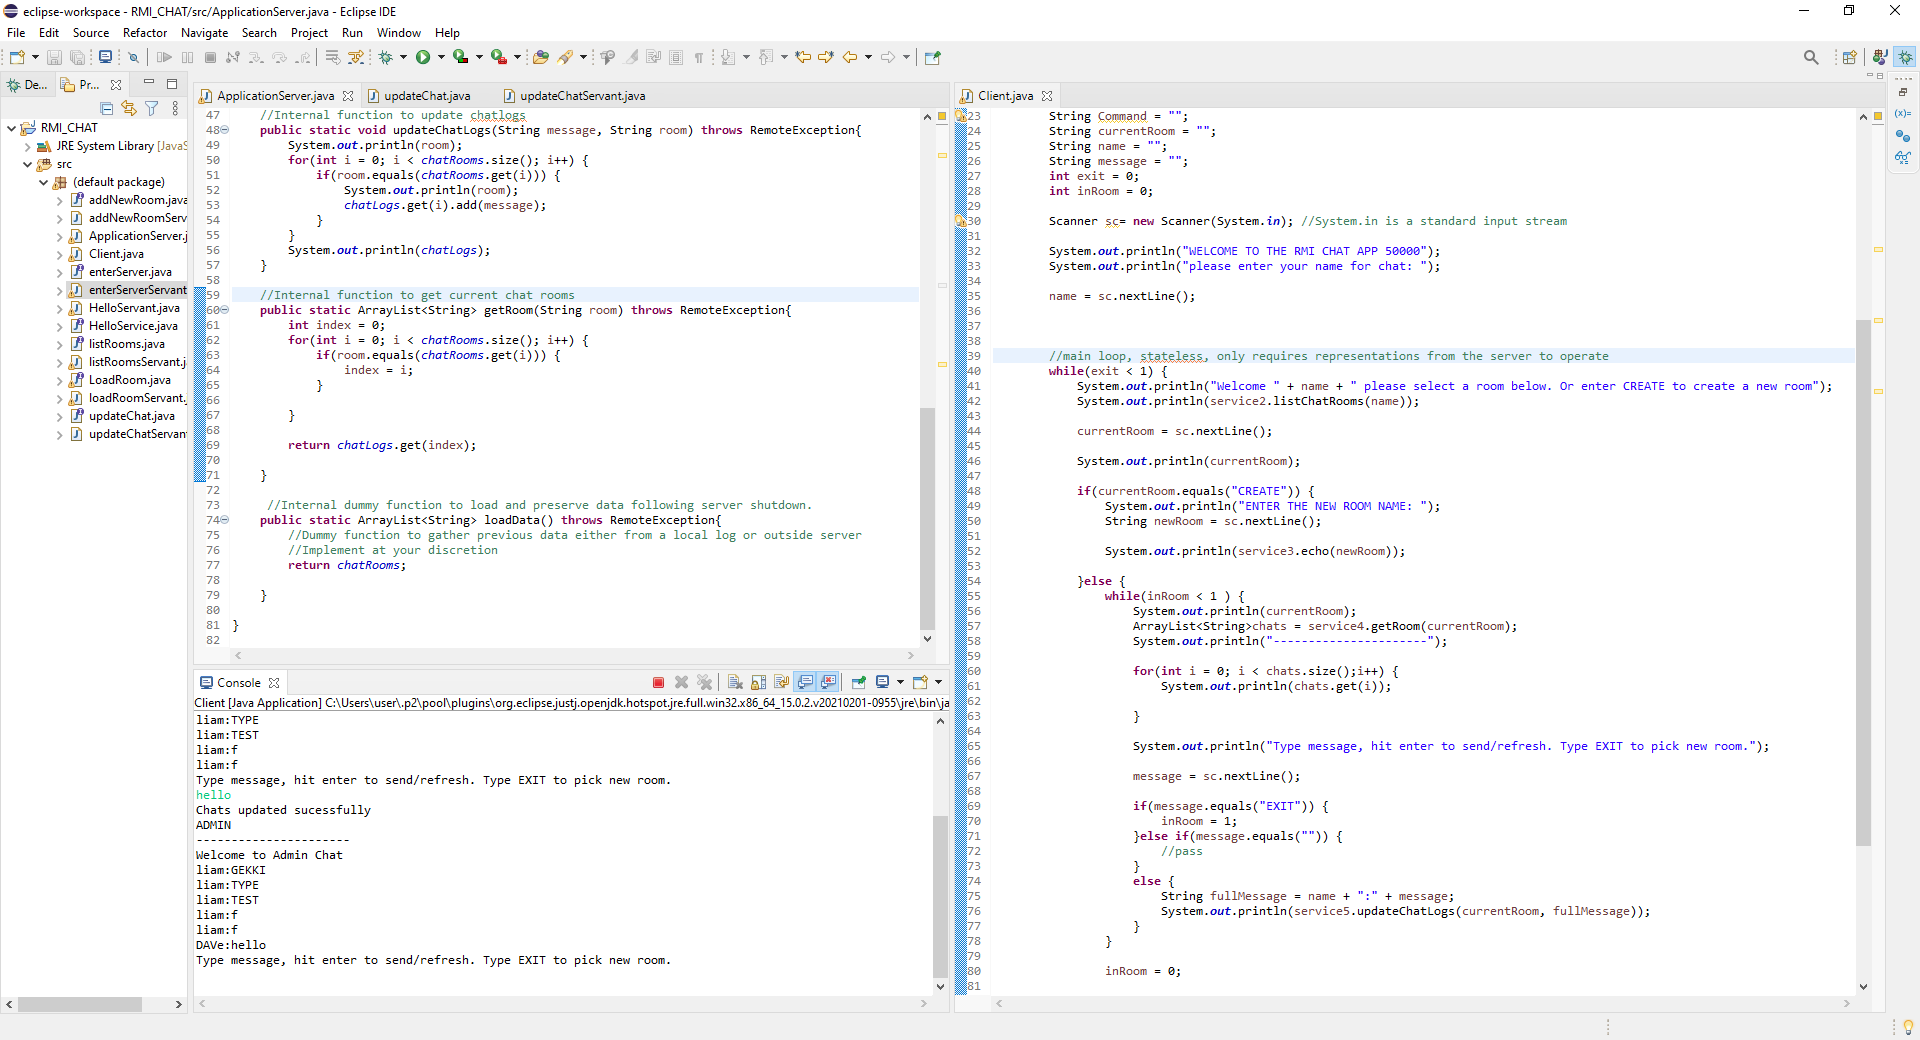 eclipse-workspace - RMI_CHAT/src/ApplicationServer.java - Eclipse IDE
File Edit Source Refactor Navigate Search Project Run Window Help
De... Pr...
RMI_CHAT
JRE System Library [JavaS
src
(default package)
addNewRoom.java
addNewRoomServ
ApplicationServer.j
Client.java
enterServer.java
enterServerServant
HelloServant.java
HelloService.java
listRooms.java
listRoomsServant.j
LoadRoom.java
loadRoomServant.
updateChat.java
updateChatServant
ApplicationServer.java updateChat.java updateChatServant.java
47 //Internal function to update chatlogs
48 public static void updateChatLogs(String message, String room) throws RemoteException{
49 System.out.println(room);
50 for(int i = 0; i < chatRooms.size(); i++) {
51 if(room.equals(chatRooms.get(i))) {
52 System.out.println(room);
53 chatLogs.get(i).add(message);
54 }
55 }
56 System.out.println(chatLogs);
57 }
58
59 //Internal function to get current chat rooms
60 public static ArrayList<String> getRoom(String room) throws RemoteException{
61 int index = 0;
62 for(int i = 0; i < chatRooms.size(); i++) {
63 if(room.equals(chatRooms.get(i))) {
64 index = i;
65 }
66
67 }
68
69 return chatLogs.get(index);
70
71 }
72
73 //Internal dummy function to load and preserve data following server shutdown.
74 public static ArrayList<String> loadData() throws RemoteException{
75 //Dummy function to gather previous data either from a local log or outside server
76 //Implement at your discretion
77 return chatRooms;
78
79 }
80
81 }
82
Console
Client [Java Application] C:\Users\user\.p2\pool\plugins\org.eclipse.justj.openjdk.hotspot.jre.full.win32.x86_64_15.0.2.v20210201-0955\jre\bin\ja
liam:TYPE
liam:TEST
liam:f
liam:f
Type message, hit enter to send/refresh. Type EXIT to pick new room.
hello
Chats updated sucessfully
ADMIN
----------------------
Welcome to Admin Chat
liam:GEKKI
liam:TYPE
liam:TEST
liam:f
liam:f
DAVe:hello
Type message, hit enter to send/refresh. Type EXIT to pick new room.
Client.java
23 String Command = "";
24 String currentRoom = "";
25 String name = "";
26 String message = "";
27 int exit = 0;
28 int inRoom = 0;
29
30 Scanner sc= new Scanner(System.in); //System.in is a standard input stream
31
32 System.out.println("WELCOME TO THE RMI CHAT APP 50000");
33 System.out.println("please enter your name for chat: ");
34
35 name = sc.nextLine();
36
37
38
39 //main loop, stateless, only requires representations from the server to operate
40 while(exit < 1) {
41 System.out.println("Welcome " + name + " please select a room below. Or enter CREATE to create a new room");
42 System.out.println(service2.listChatRooms(name));
43
44 currentRoom = sc.nextLine();
45
46 System.out.println(currentRoom);
47
48 if(currentRoom.equals("CREATE")) {
49 System.out.println("ENTER THE NEW ROOM NAME: ");
50 String newRoom = sc.nextLine();
51
52 System.out.println(service3.echo(newRoom));
53
54 }else {
55 while(inRoom < 1 ) {
56 System.out.println(currentRoom);
57 ArrayList<String>chats = service4.getRoom(currentRoom);
58 System.out.println("----------------------");
59
60 for(int i = 0; i < chats.size();i++) {
61 System.out.println(chats.get(i));
62
63 }
64
65 System.out.println("Type message, hit enter to send/refresh. Type EXIT to pick new room.");
66
67 message = sc.nextLine();
68
69 if(message.equals("EXIT")) {
70 inRoom = 1;
71 }else if(message.equals("")) {
72 //pass
73 }
74 else {
75 String fullMessage = name + ":" + message;
76 System.out.println(service5.updateChatLogs(currentRoom, fullMessage));
77 }
78 }
79
80 inRoom = 0;
81